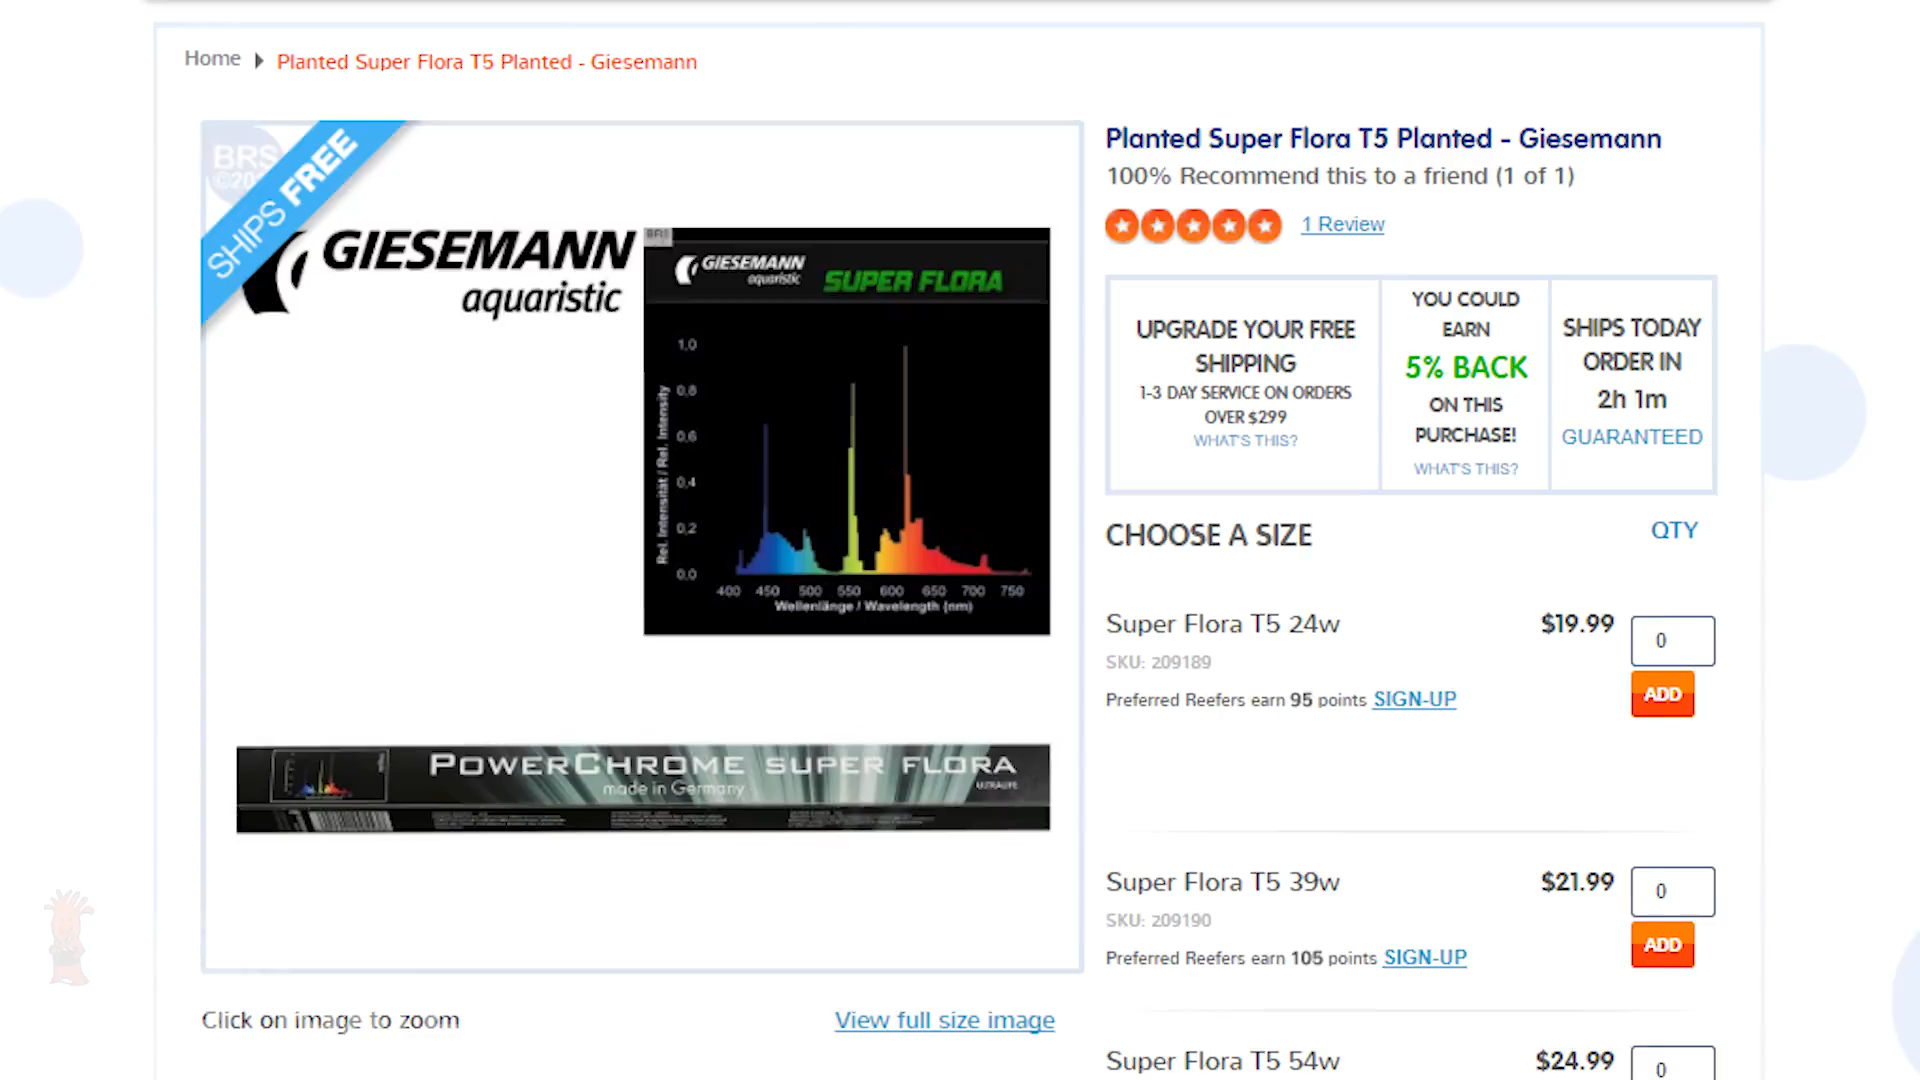 Home
Planted Super Flora T5 Planted - Giesemann
BRS
SHIPS FREE
GIESEMANN
aquaristic
BRS
GIESEMANN
aquaristic
SUPER FLORA
Rel. Intensität / Rel. Intensity
1,0
0,8
0,6
0,4
0,2
0,0
400 450 500 550 600 650 700 750
Wellenlänge / Wavelength (nm)
POWERCHROME SUPER FLORA
made in Germany
Click on image to zoom
View full size image
Planted Super Flora T5 Planted - Giesemann
100% Recommend this to a friend (1 of 1)
1 Review
UPGRADE YOUR FREE
SHIPPING
1-3 DAY SERVICE ON ORDERS
OVER $299
WHAT'S THIS?
YOU COULD
EARN
5% BACK
ON THIS
PURCHASE!
WHAT'S THIS?
SHIPS TODAY
ORDER IN
2h 1m
GUARANTEED
CHOOSE A SIZE QTY
Super Flora T5 24w $19.99 0
SKU: 209189
Preferred Reefers earn 95 points SIGN-UP ADD
Super Flora T5 39w $21.99 0
SKU: 209190
Preferred Reefers earn 105 points SIGN-UP ADD
Super Flora T5 54w $24.99 0